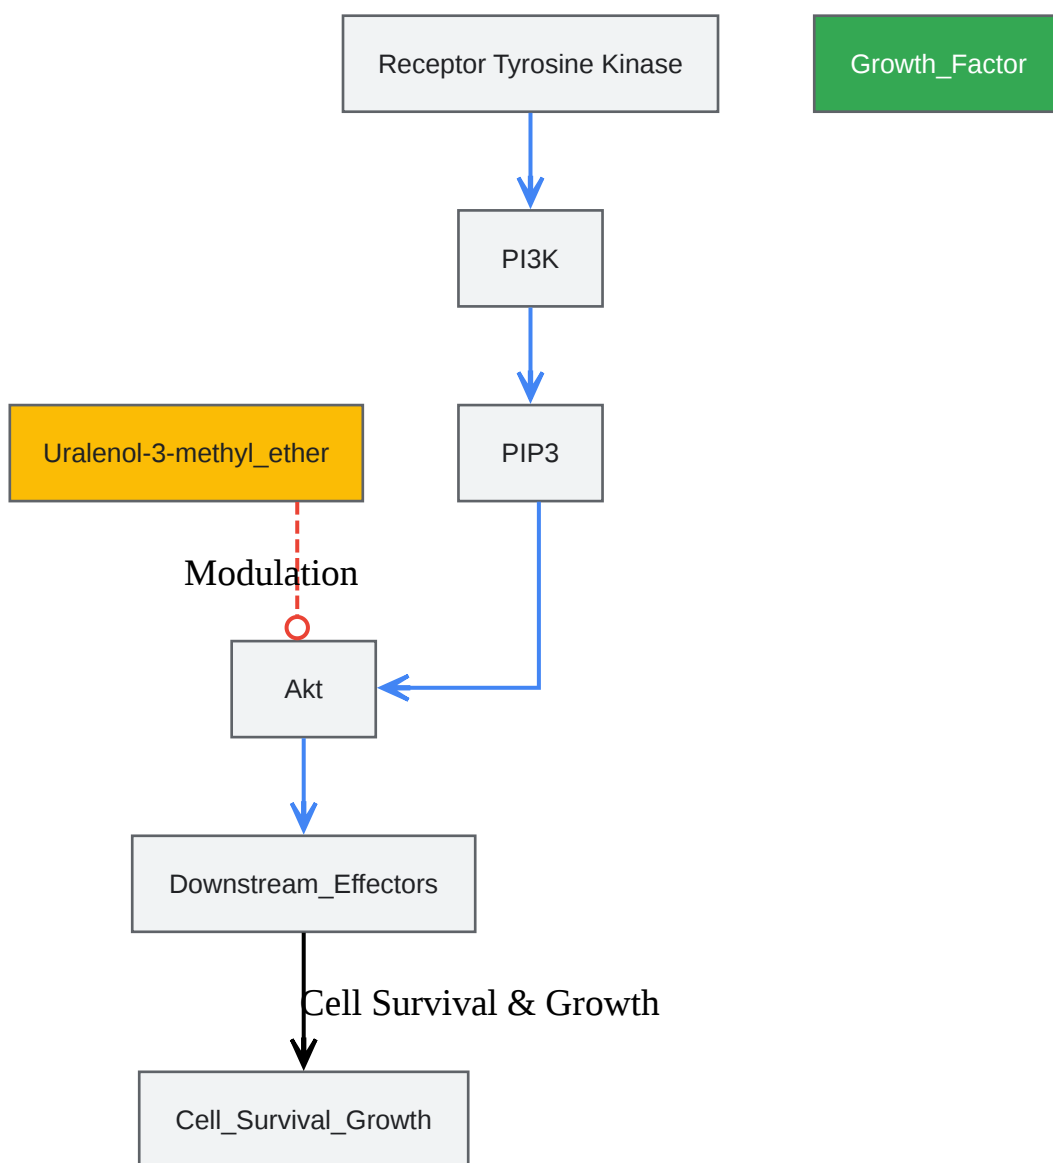 Receptor Tyrosine Kinase
Growth_Factor
PI3K
Uralenol-3-methyl_ether
PIP3
Modulation
Akt
Downstream_Effectors
Cell Survival & Growth
Cell_Survival_Growth